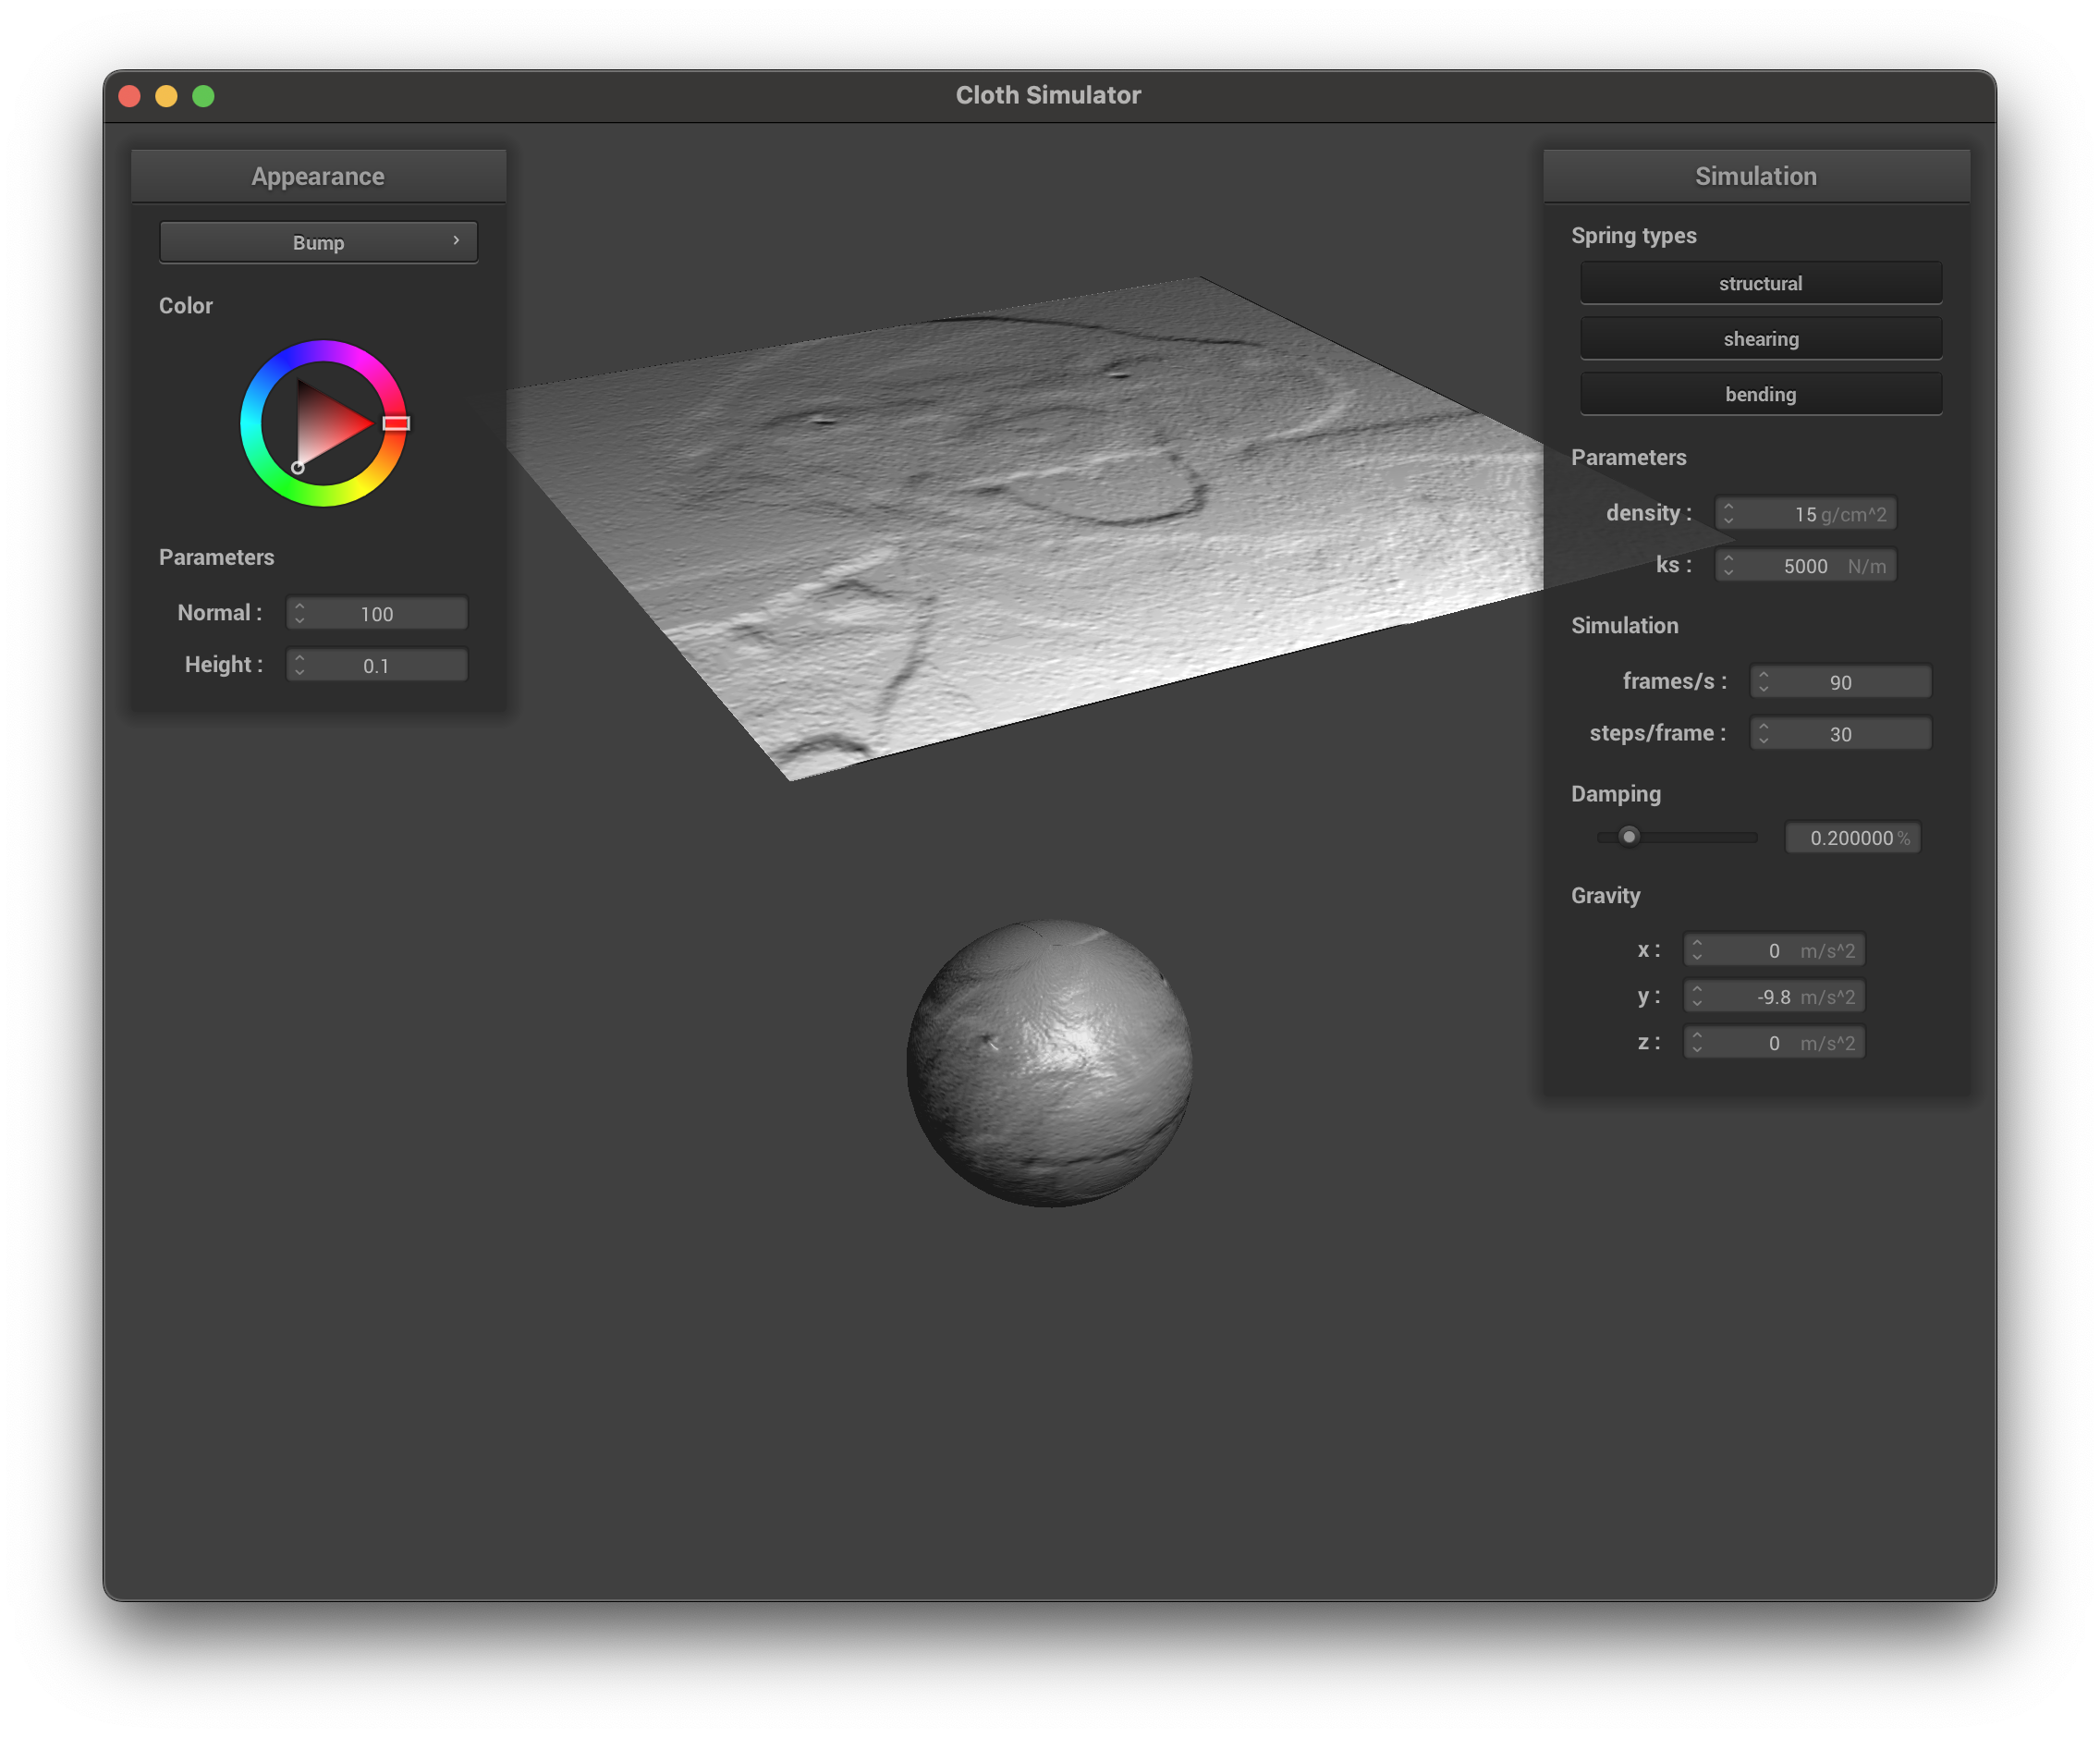 Cloth Simulator
Appearance
Bump
Color
Parameters
Normal : 100
Height : 0.1
Simulation
Spring types
structural
shearing
bending
Parameters
density : 15 g/cm^2
ks : 5000 N/m
Simulation
frames/s : 90
steps/frame : 30
Damping
0.200000 %
Gravity
x : 0 m/s^2
y : -9.8 m/s^2
z : 0 m/s^2